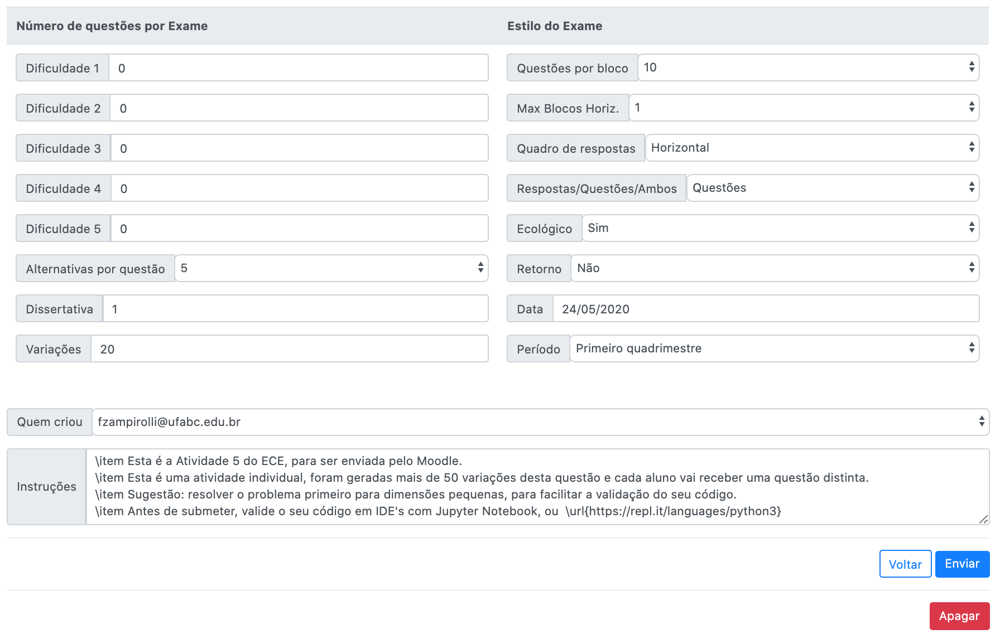 Número de questões por Exame
Estilo do Exame
Dificuldade 1 0
Questões por bloco 10
Dificuldade 2 0
Max Blocos Horiz. 1
Dificuldade 3 0
Quadro de respostas Horizontal
Dificuldade 4 0
Respostas/Questões/Ambos Questões
Dificuldade 5 0
Ecológico Sim
Alternativas por questão 5
Retorno Não
Dissertativa 1
Data 24/05/2020
Variações 20
Período Primeiro quadrimestre
Quem criou fzampirolli@ufabc.edu.br
Instruções
\item Esta é a Atividade 5 do ECE, para ser enviada pelo Moodle.
\item Esta é uma atividade individual, foram geradas mais de 50 variações desta questão e cada aluno vai receber uma questão distinta.
\item Sugestão: resolver o problema primeiro para dimensões pequenas, para facilitar a validação do seu código.
\item Antes de submeter, valide o seu código em IDE's com Jupyter Notebook, ou  \url{https://repl.it/languages/python3}
Voltar
Enviar
Apagar